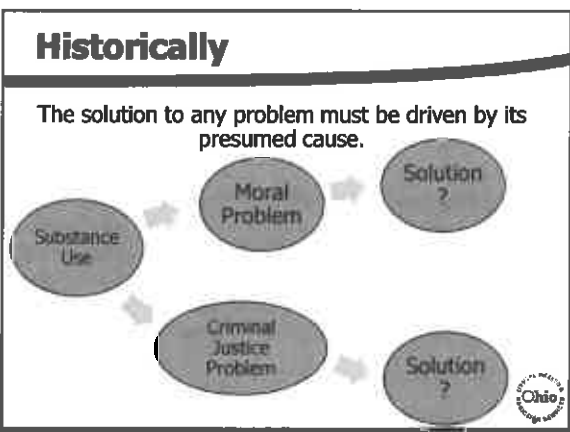 Historically
The solution to any problem must be driven by its
presumed cause.
Solution
?
Moral
Problem
Substance
Use
Criminal
Justice
Problem
Solution
?
Ohio